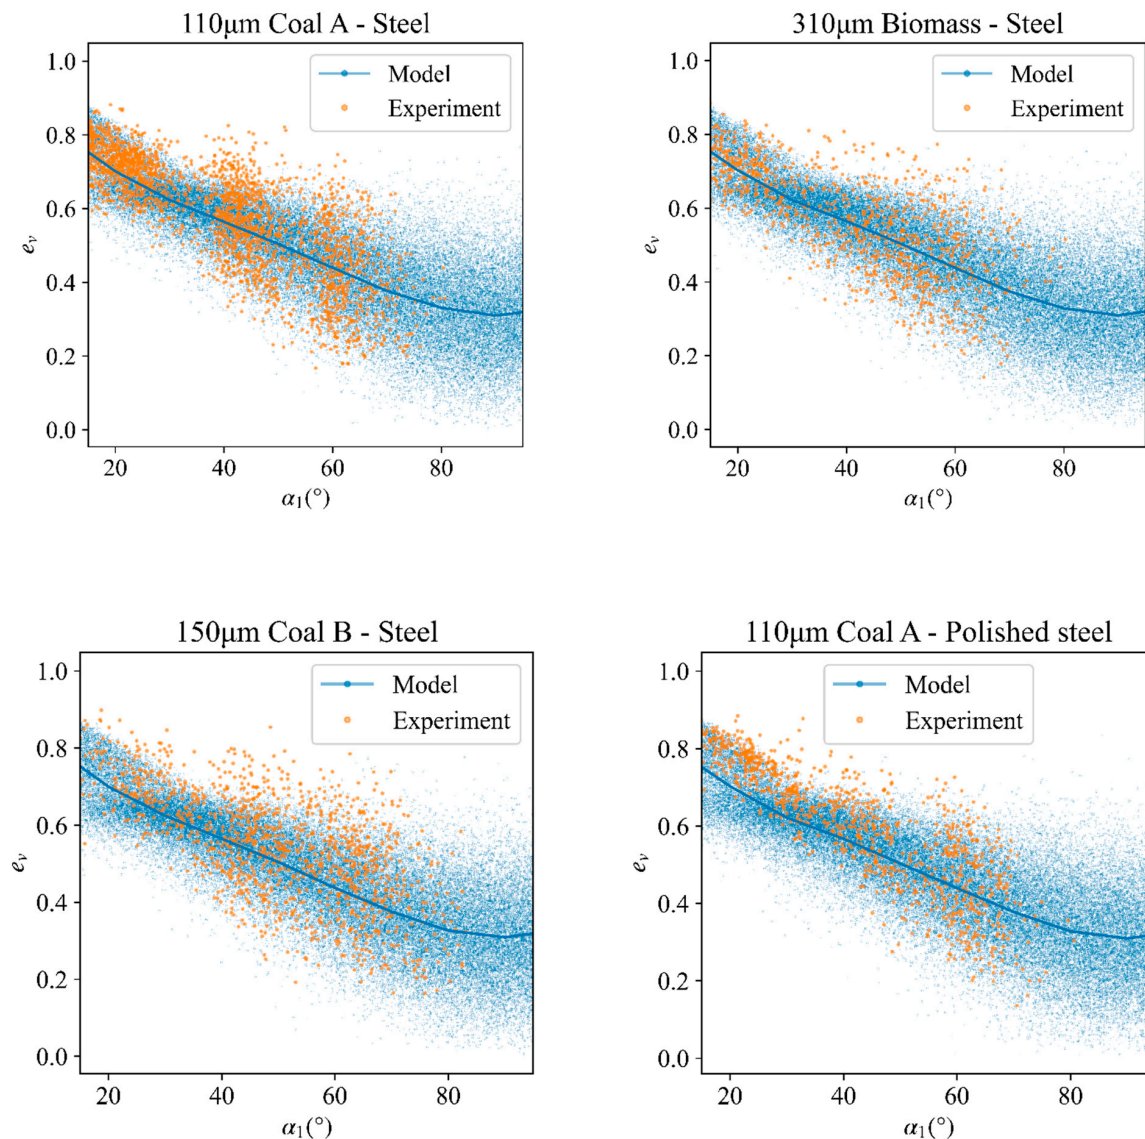 110μm Coal A - Steel
1.0
0.8
0.6
0.4
0.2
0.0
eᵥ
Model
Experiment
20 40 60 80
α₁(°)
310μm Biomass - Steel
1.0
0.8
0.6
0.4
0.2
0.0
eᵥ
Model
Experiment
20 40 60 80
α₁(°)
150μm Coal B - Steel
1.0
0.8
0.6
0.4
0.2
0.0
eᵥ
Model
Experiment
20 40 60 80
α₁(°)
110μm Coal A - Polished steel
1.0
0.8
0.6
0.4
0.2
0.0
eᵥ
Model
Experiment
20 40 60 80
α₁(°)